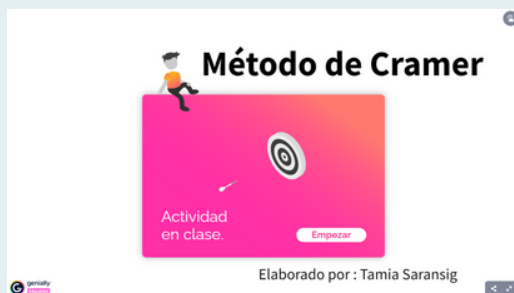 Método de Cramer
Actividad
en clase.
Empezar
Elaborado por : Tamia Saransig
genially